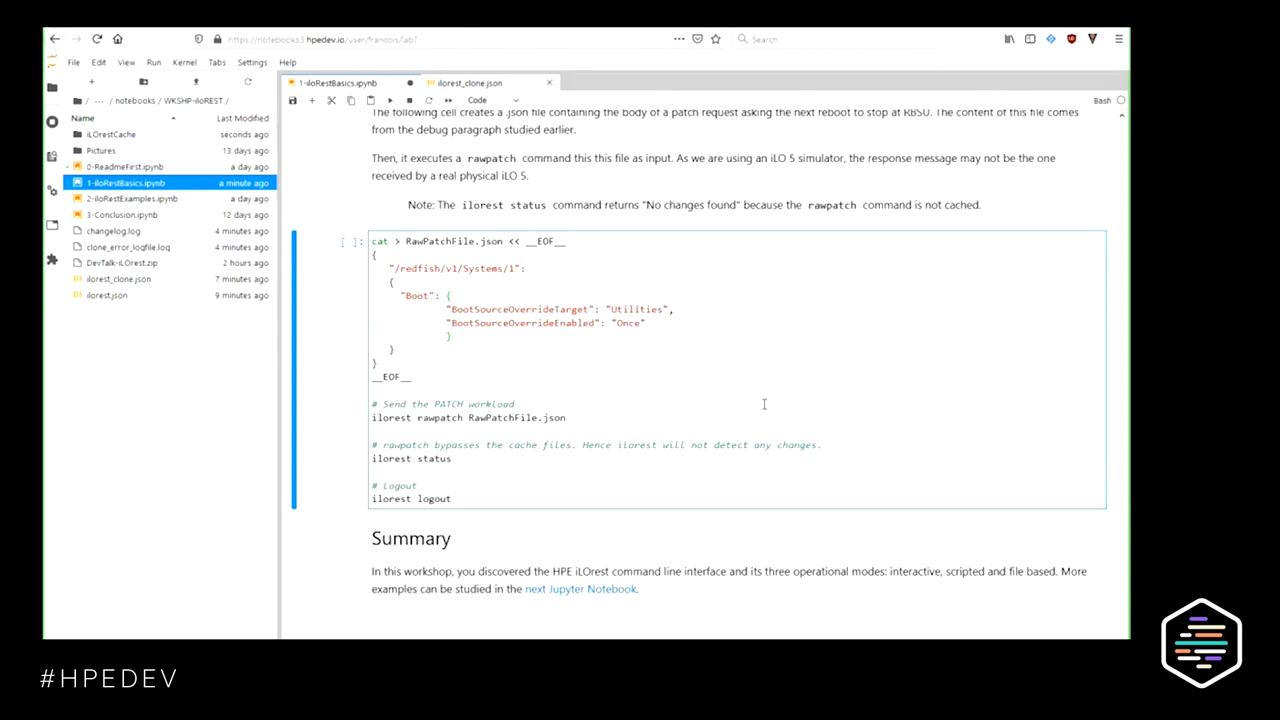 https://notebooks3.hpedev.io/user/francois/lab?
Search
File Edit View Run Kernel Tabs Settings Help
1-iloRestBasics.ipynb
ilorest_clone.json
/ ... / notebooks / WKSHP-iloREST /
Code
Bash
Name Last Modified
iLOrestCache seconds ago
Pictures 13 days ago
0-ReadmeFirst.ipynb a day ago
1-iloRestBasics.ipynb a minute ago
2-iloRestExamples.ipynb a day ago
3-Conclusion.ipynb 12 days ago
changelog.log 4 minutes ago
clone_error_logfile.log 4 minutes ago
DevTalk-iLOrest.zip 2 hours ago
ilorest_clone.json 7 minutes ago
ilorest.json 9 minutes ago
The following cell creates a .json file containing the body of a patch request asking the next reboot to stop at RBSU. The content of this file comes
from the debug paragraph studied earlier.
Then, it executes a rawpatch command this this file as input. As we are using an iLO 5 simulator, the response message may not be the one
received by a real physical iLO 5.
Note: The ilorest status command returns "No changes found" because the rawpatch command is not cached.
[ ]: cat > RawPatchFile.json << __EOF__
{
"/redfish/v1/Systems/1":
{
"Boot": {
"BootSourceOverrideTarget": "Utilities",
"BootSourceOverrideEnabled": "Once"
}
}
}
__EOF__
# Send the PATCH workload
ilorest rawpatch RawPatchFile.json
# rawpatch bypasses the cache files. Hence ilorest will not detect any changes.
ilorest status
# Logout
ilorest logout
Summary
In this workshop, you discovered the HPE iLOrest command line interface and its three operational modes: interactive, scripted and file based. More
examples can be studied in the next Jupyter Notebook.
#HPEDEV